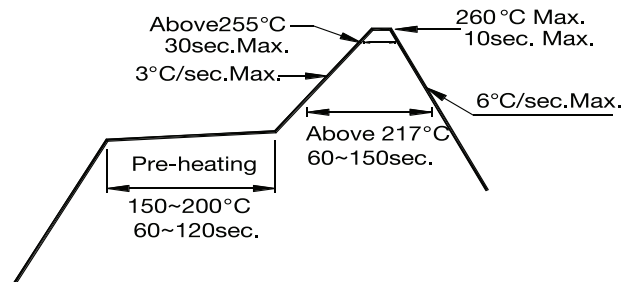 Above255°C
30sec.Max.
260°C Max.
10sec. Max.
3°C/sec.Max.
6°C/sec.Max.
Above 217°C
60~150sec.
Pre-heating
150~200°C
60~120sec.